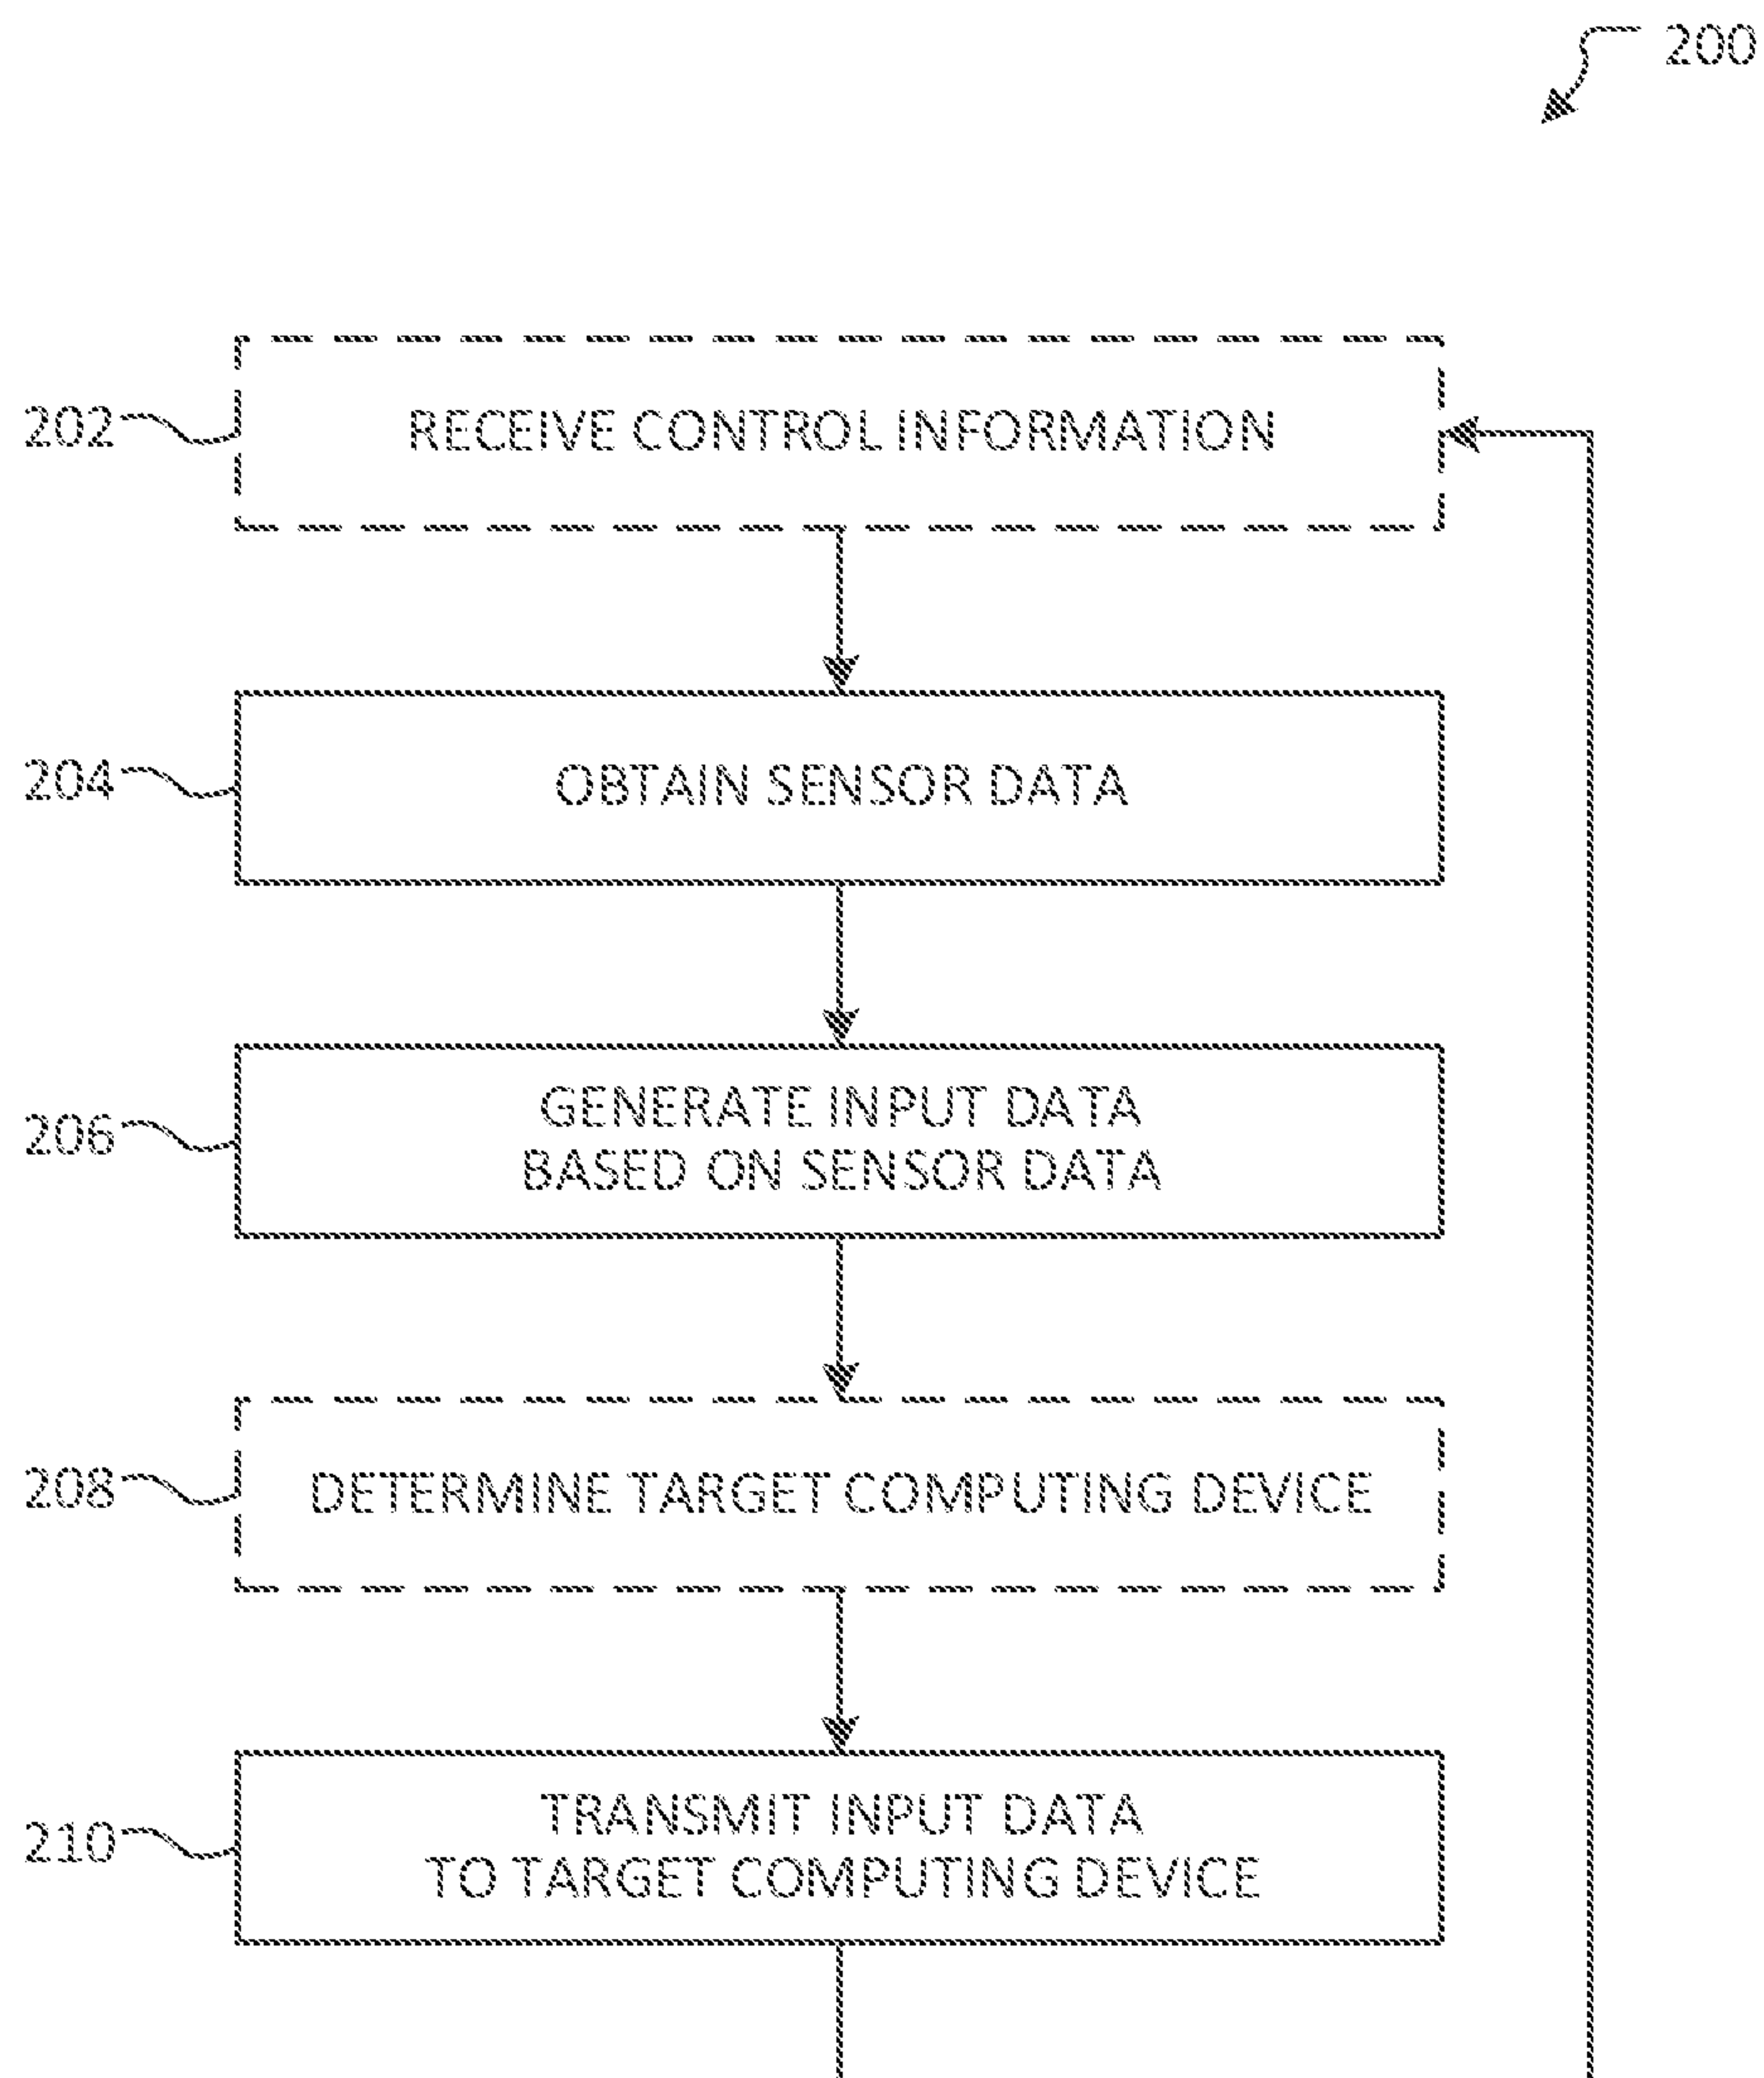 200
202
RECEIVE CONTROL INFORMATION
204
OBTAIN SENSOR DATA
206
GENERATE INPUT DATA
BASED ON SENSOR DATA
208
DETERMINE TARGET COMPUTING DEVICE
210
TRANSMIT INPUT DATA
TO TARGET COMPUTING DEVICE